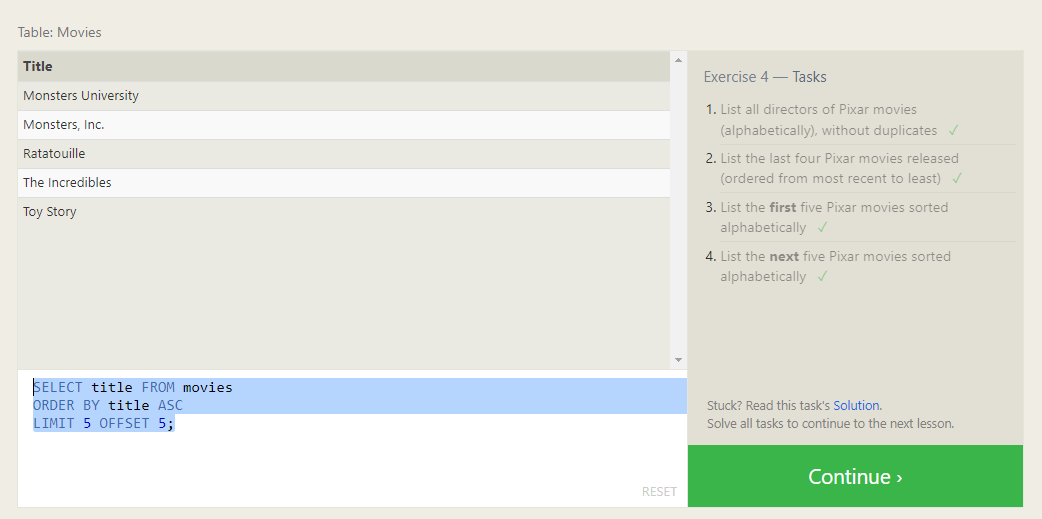 Table: Movies
Title
Monsters University
Monsters, Inc.
Ratatouille
The Incredibles
Toy Story
SELECT title FROM movies
ORDER BY title ASC
LIMIT 5 OFFSET 5;
RESET
Exercise 4 — Tasks
1. List all directors of Pixar movies
(alphabetically), without duplicates ✓
2. List the last four Pixar movies released
(ordered from most recent to least) ✓
3. List the first five Pixar movies sorted
alphabetically ✓
4. List the next five Pixar movies sorted
alphabetically ✓
Stuck? Read this task's Solution.
Solve all tasks to continue to the next lesson.
Continue ›